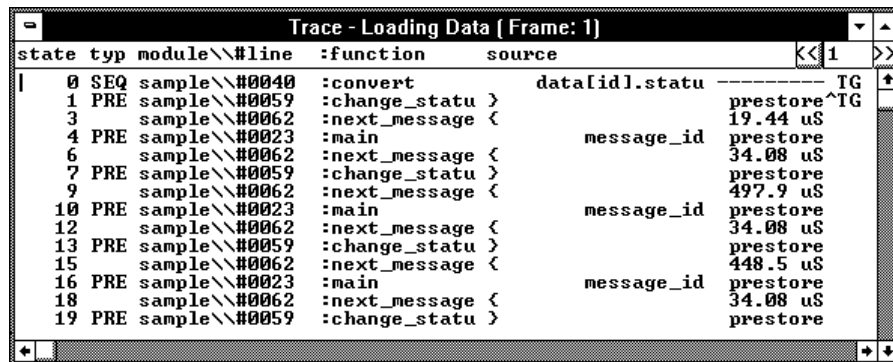 Trace - Loading Data ( Frame: 1)
state typ module\\#line :function source << 1 >>
0 SEQ sample\\#0040 :convert data[id].statu --------- TG
1 PRE sample\\#0059 :change_statu } prestore^TG
3 sample\\#0062 :next_message { 19.44 uS
4 PRE sample\\#0023 :main message_id prestore
6 sample\\#0062 :next_message { 34.08 uS
7 PRE sample\\#0059 :change_statu } prestore
9 sample\\#0062 :next_message { 497.9 uS
10 PRE sample\\#0023 :main message_id prestore
12 sample\\#0062 :next_message { 34.08 uS
13 PRE sample\\#0059 :change_statu } prestore
15 sample\\#0062 :next_message { 448.5 uS
16 PRE sample\\#0023 :main message_id prestore
18 sample\\#0062 :next_message { 34.08 uS
19 PRE sample\\#0059 :change_statu } prestore